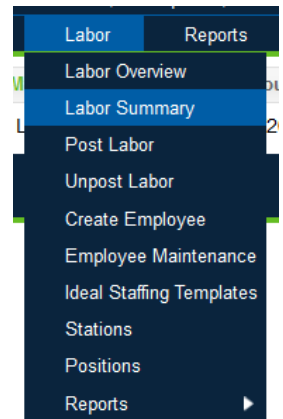 Labor Reports
Labor Overview
Labor Summary
Post Labor
Unpost Labor
Create Employee
Employee Maintenance
Ideal Staffing Templates
Stations
Positions
Reports